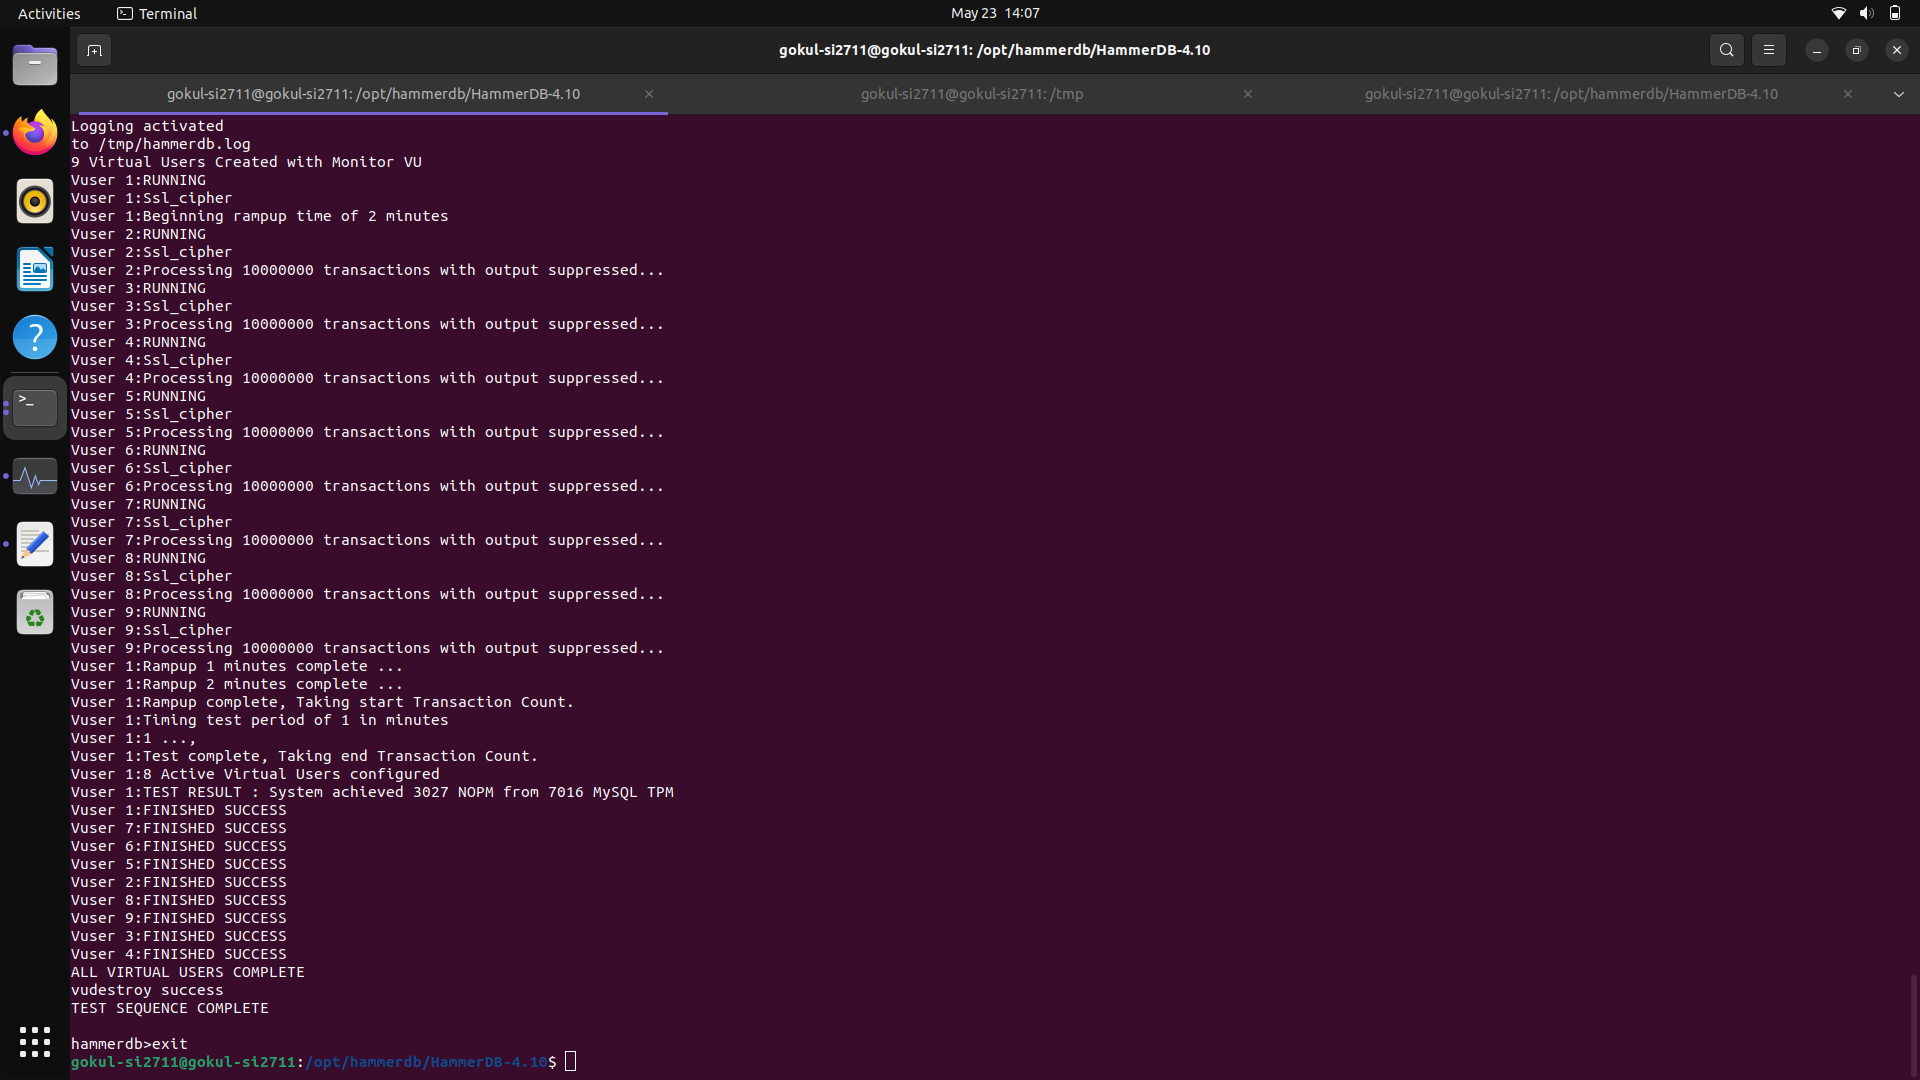 Activities
Terminal
May 23 14:07
gokul-si2711@gokul-si2711: /opt/hammerdb/HammerDB-4.10
gokul-si2711@gokul-si2711: /opt/hammerdb/HammerDB-4.10
gokul-si2711@gokul-si2711: /tmp
gokul-si2711@gokul-si2711: /opt/hammerdb/HammerDB-4.10
Logging activated
to /tmp/hammerdb.log
9 Virtual Users Created with Monitor VU
Vuser 1:RUNNING
Vuser 1:Ssl_cipher
Vuser 1:Beginning rampup time of 2 minutes
Vuser 2:RUNNING
Vuser 2:Ssl_cipher
Vuser 2:Processing 10000000 transactions with output suppressed...
Vuser 3:RUNNING
Vuser 3:Ssl_cipher
Vuser 3:Processing 10000000 transactions with output suppressed...
Vuser 4:RUNNING
Vuser 4:Ssl_cipher
Vuser 4:Processing 10000000 transactions with output suppressed...
Vuser 5:RUNNING
Vuser 5:Ssl_cipher
Vuser 5:Processing 10000000 transactions with output suppressed...
Vuser 6:RUNNING
Vuser 6:Ssl_cipher
Vuser 6:Processing 10000000 transactions with output suppressed...
Vuser 7:RUNNING
Vuser 7:Ssl_cipher
Vuser 7:Processing 10000000 transactions with output suppressed...
Vuser 8:RUNNING
Vuser 8:Ssl_cipher
Vuser 8:Processing 10000000 transactions with output suppressed...
Vuser 9:RUNNING
Vuser 9:Ssl_cipher
Vuser 9:Processing 10000000 transactions with output suppressed...
Vuser 1:Rampup 1 minutes complete ...
Vuser 1:Rampup 2 minutes complete ...
Vuser 1:Rampup complete, Taking start Transaction Count.
Vuser 1:Timing test period of 1 in minutes
Vuser 1:1 ...,
Vuser 1:Test complete, Taking end Transaction Count.
Vuser 1:8 Active Virtual Users configured
Vuser 1:TEST RESULT : System achieved 3027 NOPM from 7016 MySQL TPM
Vuser 1:FINISHED SUCCESS
Vuser 7:FINISHED SUCCESS
Vuser 6:FINISHED SUCCESS
Vuser 5:FINISHED SUCCESS
Vuser 2:FINISHED SUCCESS
Vuser 8:FINISHED SUCCESS
Vuser 9:FINISHED SUCCESS
Vuser 3:FINISHED SUCCESS
Vuser 4:FINISHED SUCCESS
ALL VIRTUAL USERS COMPLETE
vudestroy success
TEST SEQUENCE COMPLETE
hammerdb>exit
gokul-si2711@gokul-si2711:/opt/hammerdb/HammerDB-4.10$